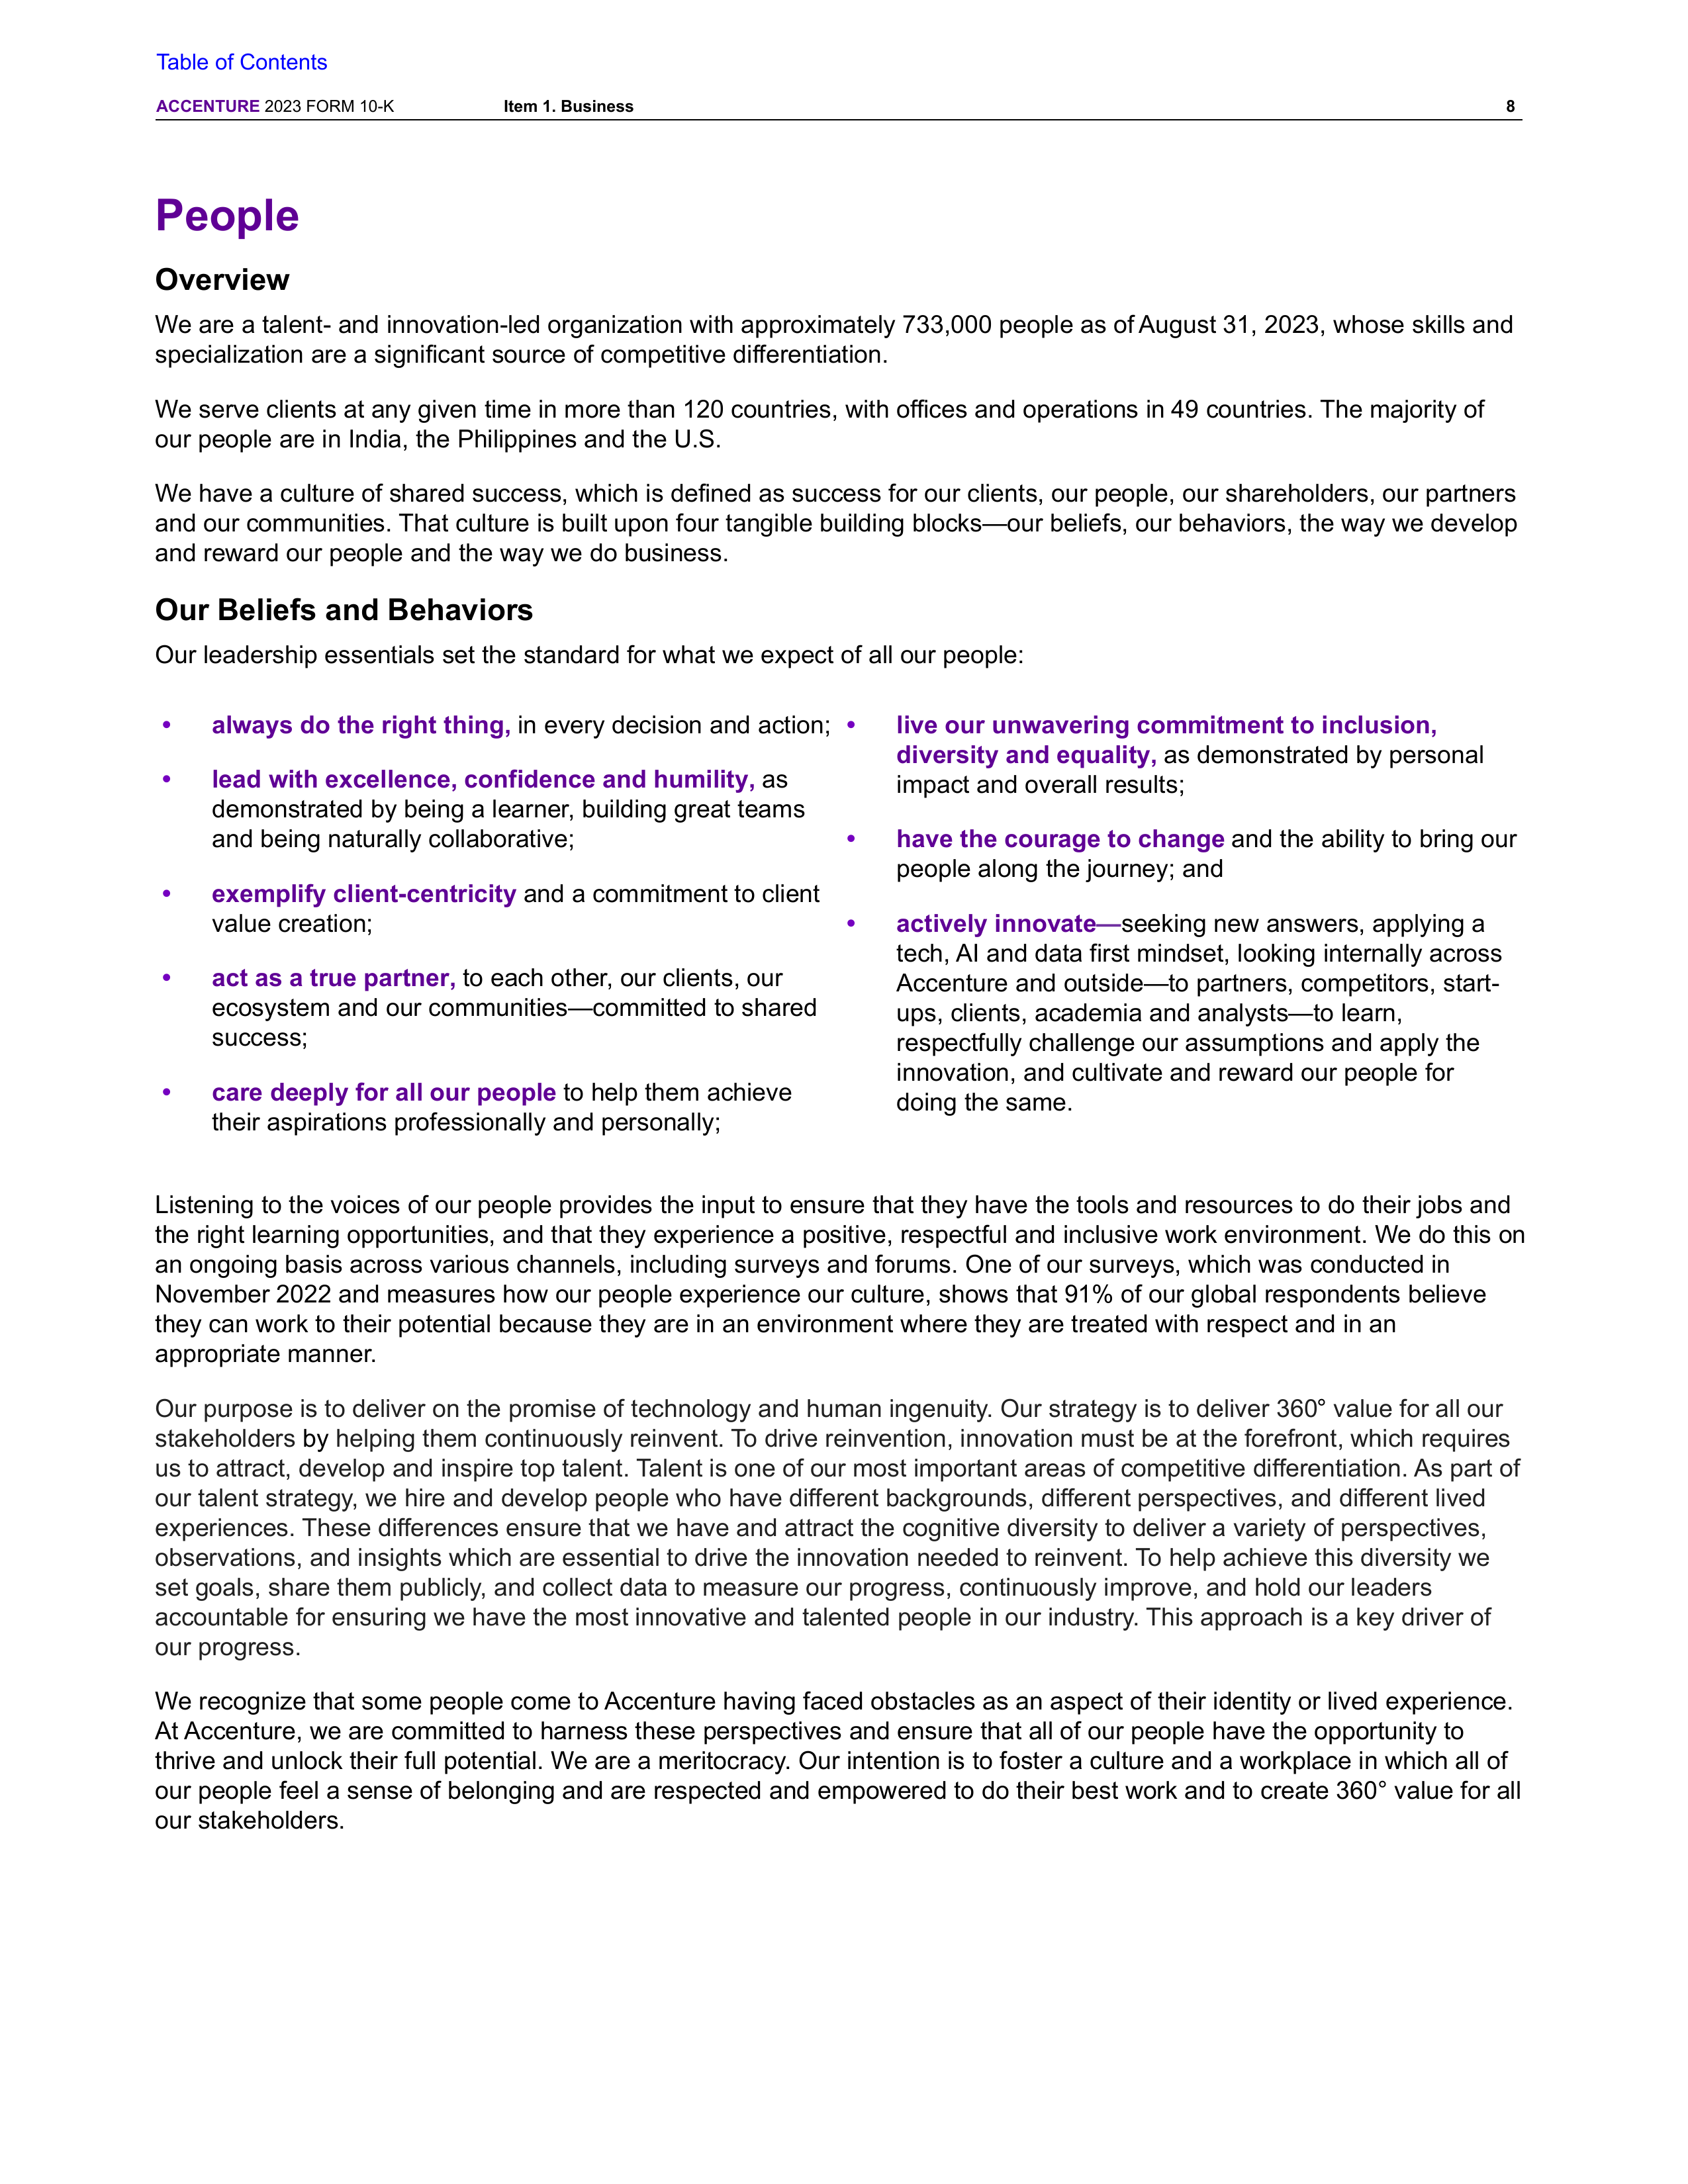 Table of Contents
ACCENTURE 2023 FORM 10-K Item 1. Business 8
People
Overview
We are a talent- and innovation-led organization with approximately 733,000 people as of August 31, 2023, whose skills and
specialization are a significant source of competitive differentiation.
We serve clients at any given time in more than 120 countries, with offices and operations in 49 countries. The majority of
our people are in India, the Philippines and the U.S.
We have a culture of shared success, which is defined as success for our clients, our people, our shareholders, our partners
and our communities. That culture is built upon four tangible building blocks—our beliefs, our behaviors, the way we develop
and reward our people and the way we do business.
Our Beliefs and Behaviors
Our leadership essentials set the standard for what we expect of all our people:
• always do the right thing, in every decision and action;
• lead with excellence, confidence and humility, as
demonstrated by being a learner, building great teams
and being naturally collaborative;
• exemplify client-centricity and a commitment to client
value creation;
• act as a true partner, to each other, our clients, our
ecosystem and our communities—committed to shared
success;
• care deeply for all our people to help them achieve
their aspirations professionally and personally;
• live our unwavering commitment to inclusion,
diversity and equality, as demonstrated by personal
impact and overall results;
• have the courage to change and the ability to bring our
people along the journey; and
• actively innovate—seeking new answers, applying a
tech, AI and data first mindset, looking internally across
Accenture and outside—to partners, competitors, start-
ups, clients, academia and analysts—to learn,
respectfully challenge our assumptions and apply the
innovation, and cultivate and reward our people for
doing the same.
Listening to the voices of our people provides the input to ensure that they have the tools and resources to do their jobs and
the right learning opportunities, and that they experience a positive, respectful and inclusive work environment. We do this on
an ongoing basis across various channels, including surveys and forums. One of our surveys, which was conducted in
November 2022 and measures how our people experience our culture, shows that 91% of our global respondents believe
they can work to their potential because they are in an environment where they are treated with respect and in an
appropriate manner.
Our purpose is to deliver on the promise of technology and human ingenuity. Our strategy is to deliver 360° value for all our
stakeholders by helping them continuously reinvent. To drive reinvention, innovation must be at the forefront, which requires
us to attract, develop and inspire top talent. Talent is one of our most important areas of competitive differentiation. As part of
our talent strategy, we hire and develop people who have different backgrounds, different perspectives, and different lived
experiences. These differences ensure that we have and attract the cognitive diversity to deliver a variety of perspectives,
observations, and insights which are essential to drive the innovation needed to reinvent. To help achieve this diversity we
set goals, share them publicly, and collect data to measure our progress, continuously improve, and hold our leaders
accountable for ensuring we have the most innovative and talented people in our industry. This approach is a key driver of
our progress.
We recognize that some people come to Accenture having faced obstacles as an aspect of their identity or lived experience.
At Accenture, we are committed to harness these perspectives and ensure that all of our people have the opportunity to
thrive and unlock their full potential. We are a meritocracy. Our intention is to foster a culture and a workplace in which all of
our people feel a sense of belonging and are respected and empowered to do their best work and to create 360° value for all
our stakeholders.